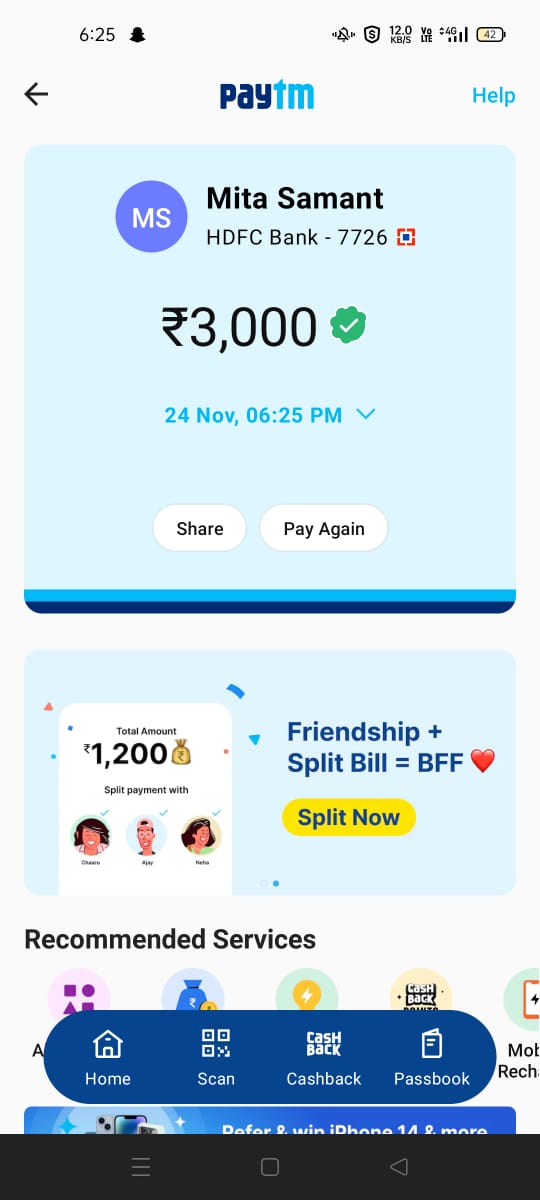 6:25
12.0
KB/S
Vo
LTE
4G
42
paytm
Help
MS
Mita Samant
HDFC Bank - 7726
₹3,000
24 Nov, 06:25 PM
Share
Pay Again
Total Amount
₹1,200
Split payment with
Chaaru
Ajay
Neha
Friendship +
Split Bill = BFF
Split Now
Recommended Services
CASH
BACK
POINTS
A
Mob
Rech
Home
Scan
CASH
BACK
Cashback
Passbook
Refer & win iPhone 14 & more